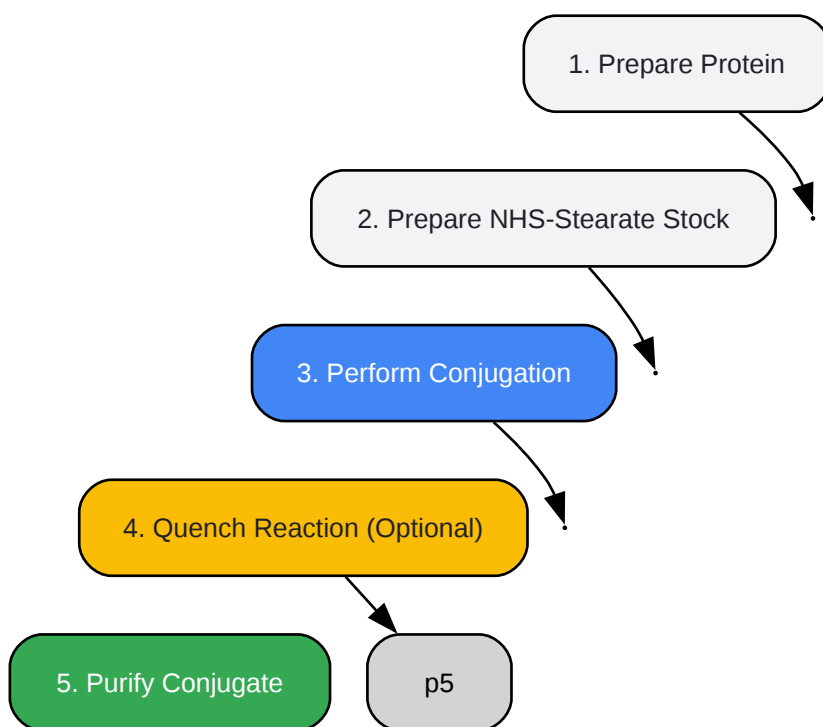 1. Prepare Protein
2. Prepare NHS-Stearate Stock
3. Perform Conjugation
4. Quench Reaction (Optional)
5. Purify Conjugate
p5